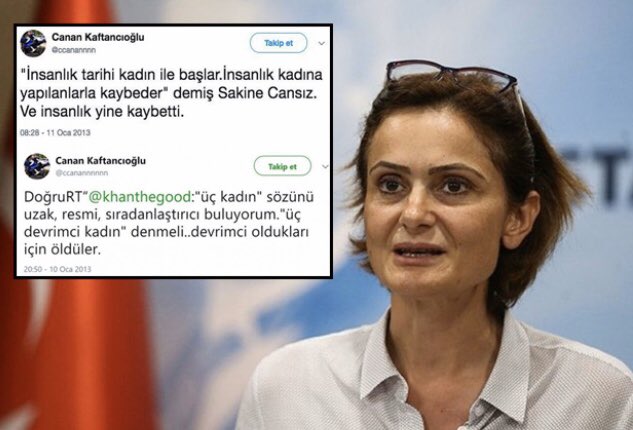 Canan Kaftancıoğlu
@ccanannnn
Takip et
"İnsanlık tarihi kadın ile başlar.İnsanlık kadına
yapılanlarla kaybeder" demiş Sakine Cansız.
Ve insanlık yine kaybetti.
08:28 - 11 Oca 2013
Canan Kaftancıoğlu
@ccanannnnnn
Takip et
DoğruRT"@khanthegood:"üç kadın" sözünü
uzak, resmi, sıradanlaştırıcı buluyorum."üç
devrimci kadın" denmeli..devrimci oldukları
için öldüler.
20:50 - 10 Oca 2013